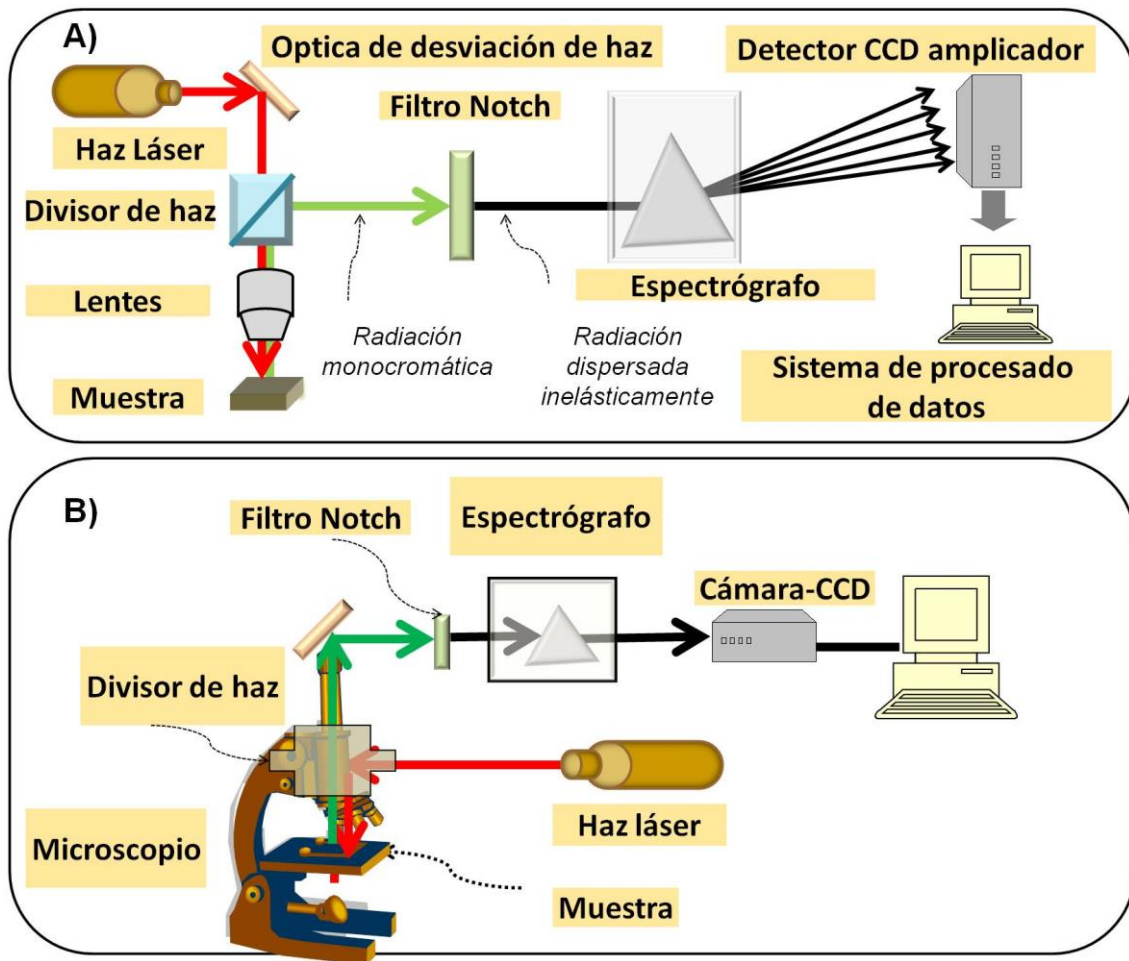 A)
Optica de desviación de haz
Detector CCD amplicador
Filtro Notch
Haz Láser
Divisor de haz
Espectrógrafo
Lentes
Radiación
monocromática
Radiación
dispersada
inelásticamente
Muestra
Sistema de procesado
de datos
B)
Filtro Notch
Espectrógrafo
Cámara-CCD
Divisor de haz
Haz láser
Microscopio
Muestra